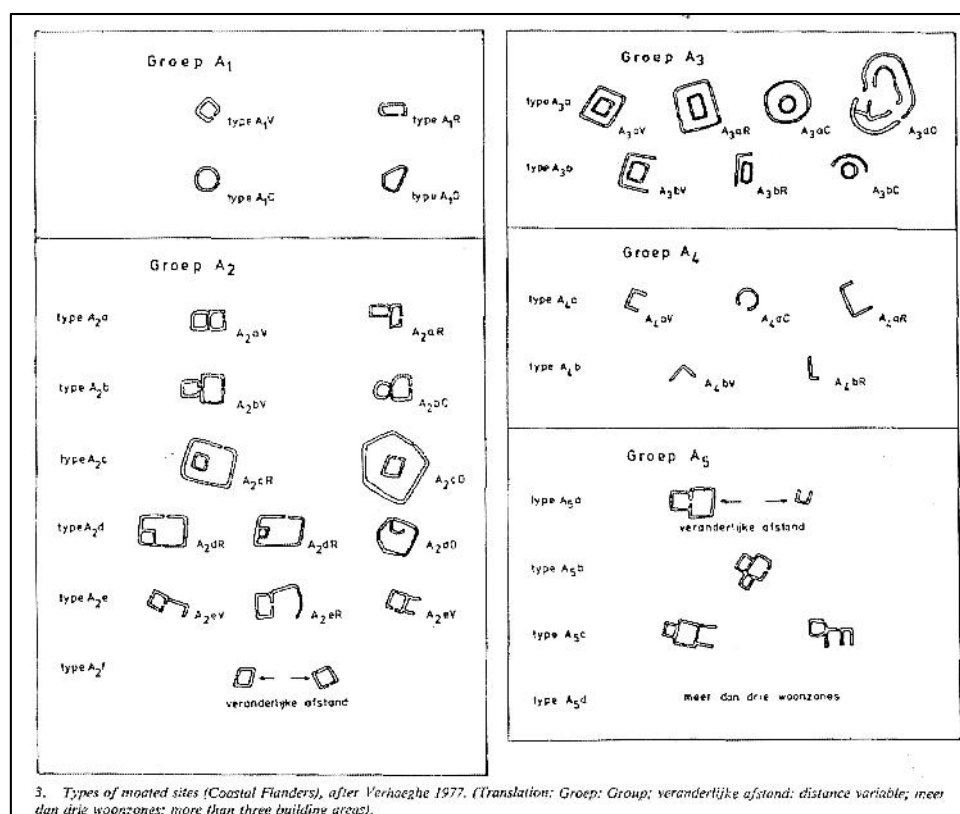 Groep A1
type A1V
type A1R
type A1C
type A1O
Groep A2
type A2a
A2aV
A2aR
type A2b
A2bV
A2bC
type A2c
A2cR
A2cO
type A2d
A2dR
A2dR
A2dO
type A2e
A2eV
A2eR
A2eV
type A2f
veranderlijke afstand
Groep A3
type A3a
A3aV
A3aR
A3aC
A3aO
type A3b
A3bV
A3bR
A3bC
Groep A4
type A4a
A4aV
A4aC
A4aR
type A4b
A4bV
A4bR
Groep A5
type A5a
veranderlijke afstand
type A5b
type A5c
type A5d
meer dan drie woonzones
3. Types of moated sites (Coastal Flanders), after Verhaeghe 1977. (Translation: Groep: Group; veranderlijke afstand: distance variable; meer
dan drie woonzones: more than three building areas).